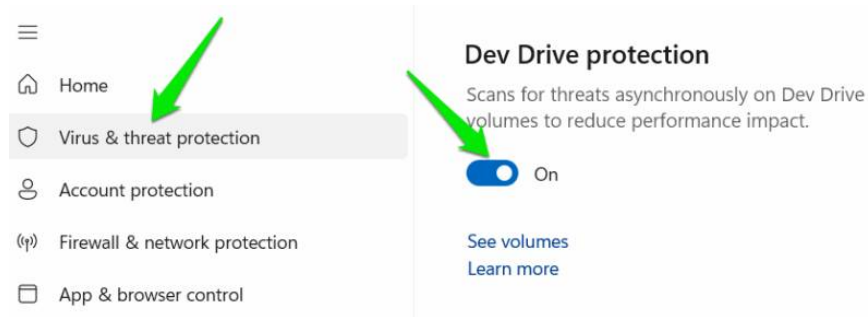 Home
Virus & threat protection
Account protection
Firewall & network protection
App & browser control
Dev Drive protection
Scans for threats asynchronously on Dev Drive
volumes to reduce performance impact.
On
See volumes
Learn more